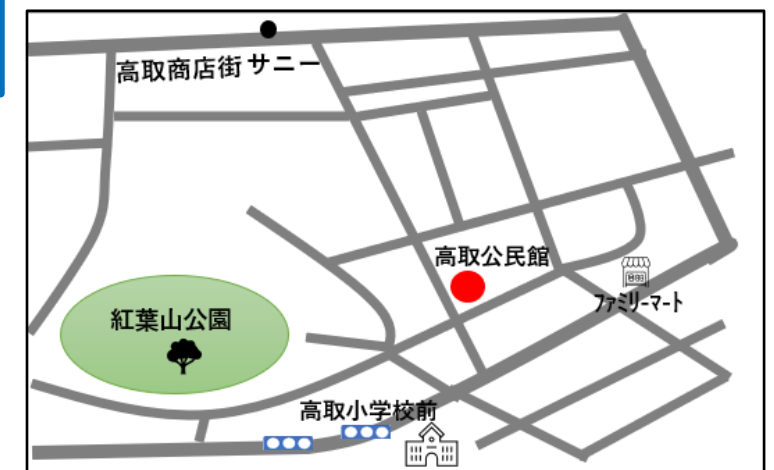 高取商店街 サニー
高取公民館
ファミリーマート
紅葉山公園
高取小学校前